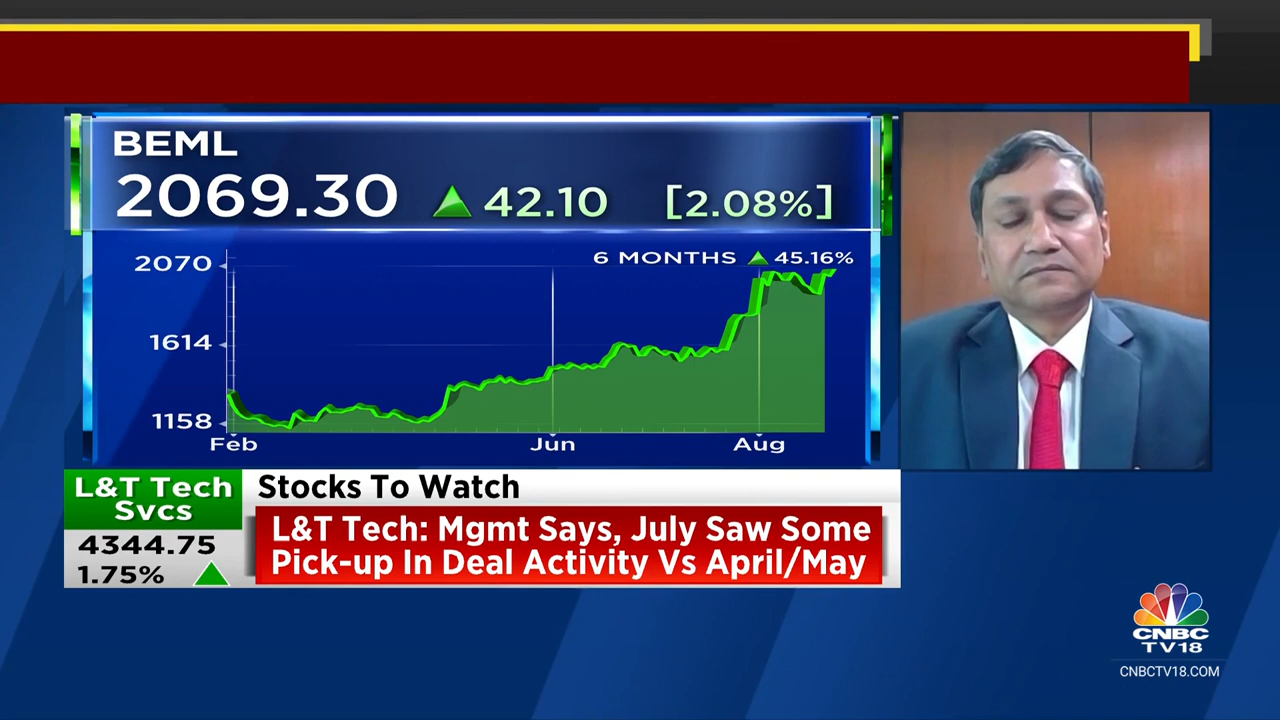 BEML
2069.30 ▲ 42.10 [2.08%]
6 MONTHS ▲ 45.16%
2070
1614
1158
Feb Jun Aug
L&T Tech
Svcs
4344.75
1.75% ▲
Stocks To Watch
L&T Tech: Mgmt Says, July Saw Some
Pick-up In Deal Activity Vs April/May
CNBC
TV18
CNBCTV18.COM